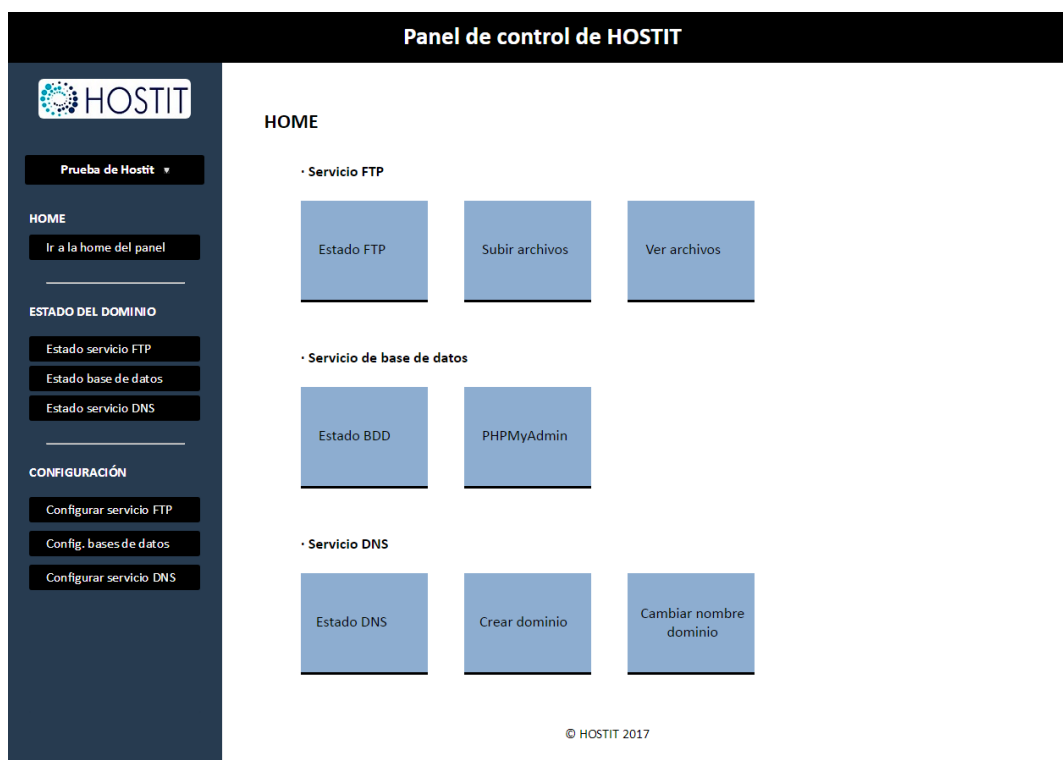 Panel de control de HOSTIT
HOSTIT
Prueba de Hostit ▼
HOME
Ir a la home del panel
ESTADO DEL DOMINIO
Estado servicio FTP
Estado base de datos
Estado servicio DNS
CONFIGURACIÓN
Configurar servicio FTP
Config. bases de datos
Configurar servicio DNS
HOME
· Servicio FTP
Estado FTP
Subir archivos
Ver archivos
· Servicio de base de datos
Estado BDD
PHPMyAdmin
· Servicio DNS
Estado DNS
Crear dominio
Cambiar nombre
dominio
© HOSTIT 2017